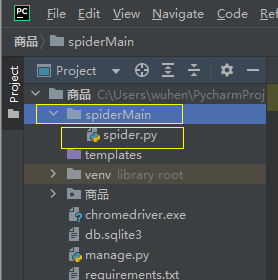 PC
File
Edit
View
Navigate
Code
商品
spiderMain
Project
Project
商品 C:\Users\wuhen\PycharmProj
spiderMain
spider.py
templates
venv library root
商品
chromedriver.exe
db.sqlite3
manage.py
requirements.txt